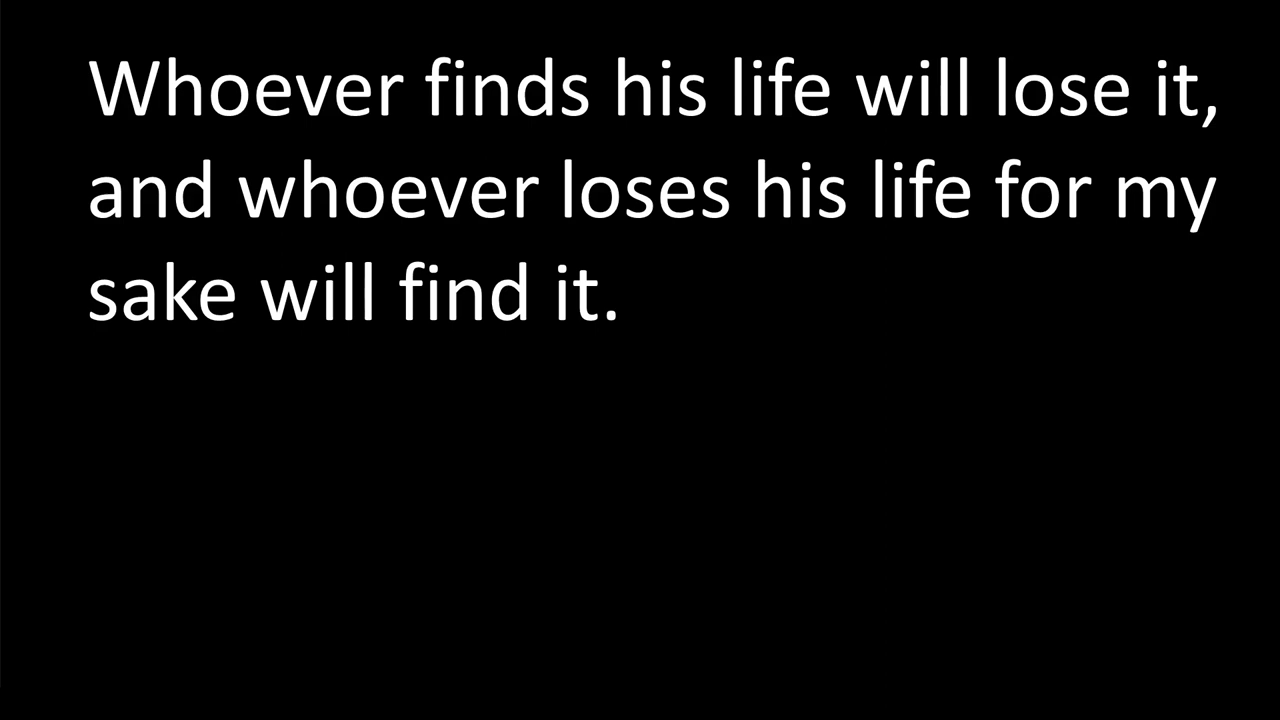 Whoever finds his life will lose it,
and whoever loses his life for my
sake will find it.